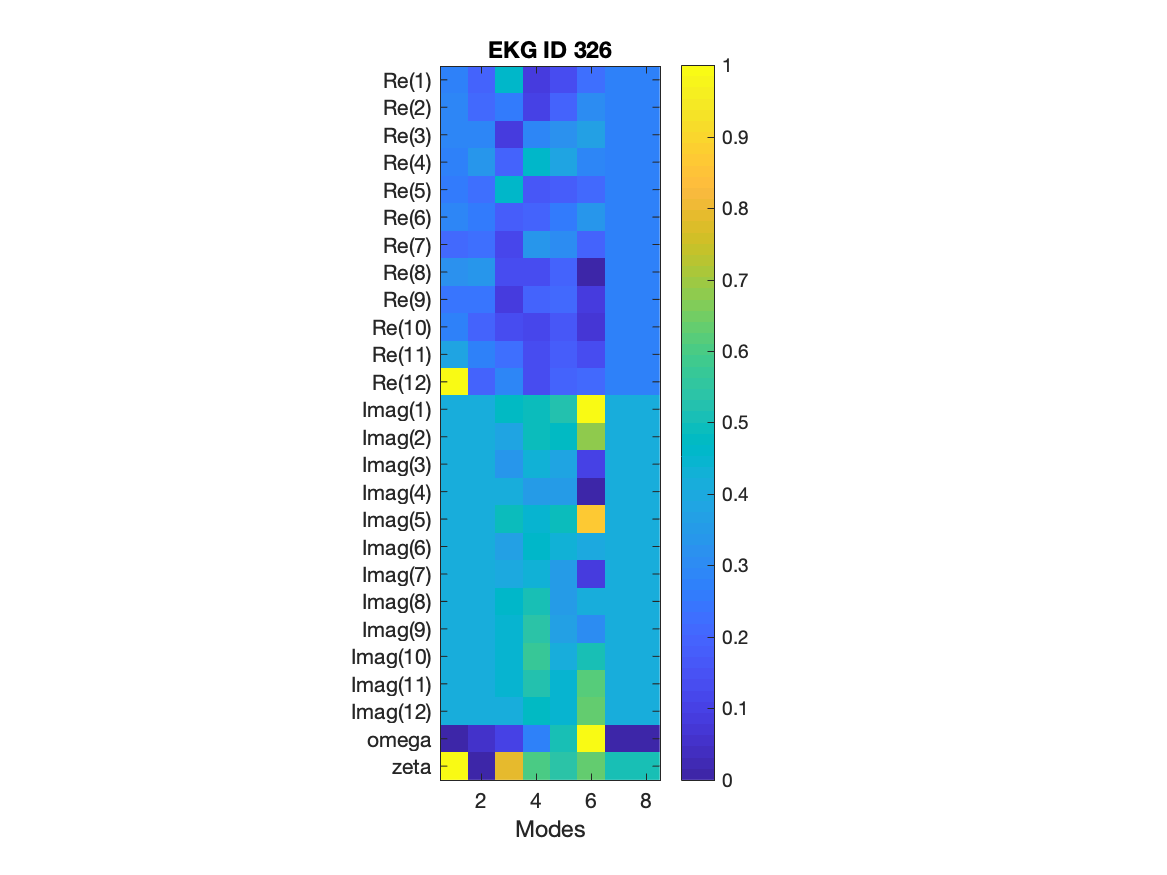 EKG ID 326
Re(1)
Re(2)
Re(3)
Re(4)
Re(5)
Re(6)
Re(7)
Re(8)
Re(9)
Re(10)
Re(11)
Re(12)
Imag(1)
Imag(2)
Imag(3)
Imag(4)
Imag(5)
Imag(6)
Imag(7)
Imag(8)
Imag(9)
Imag(10)
Imag(11)
Imag(12)
omega
zeta
2 4 6 8
Modes
1
0.9
0.8
0.7
0.6
0.5
0.4
0.3
0.2
0.1
0